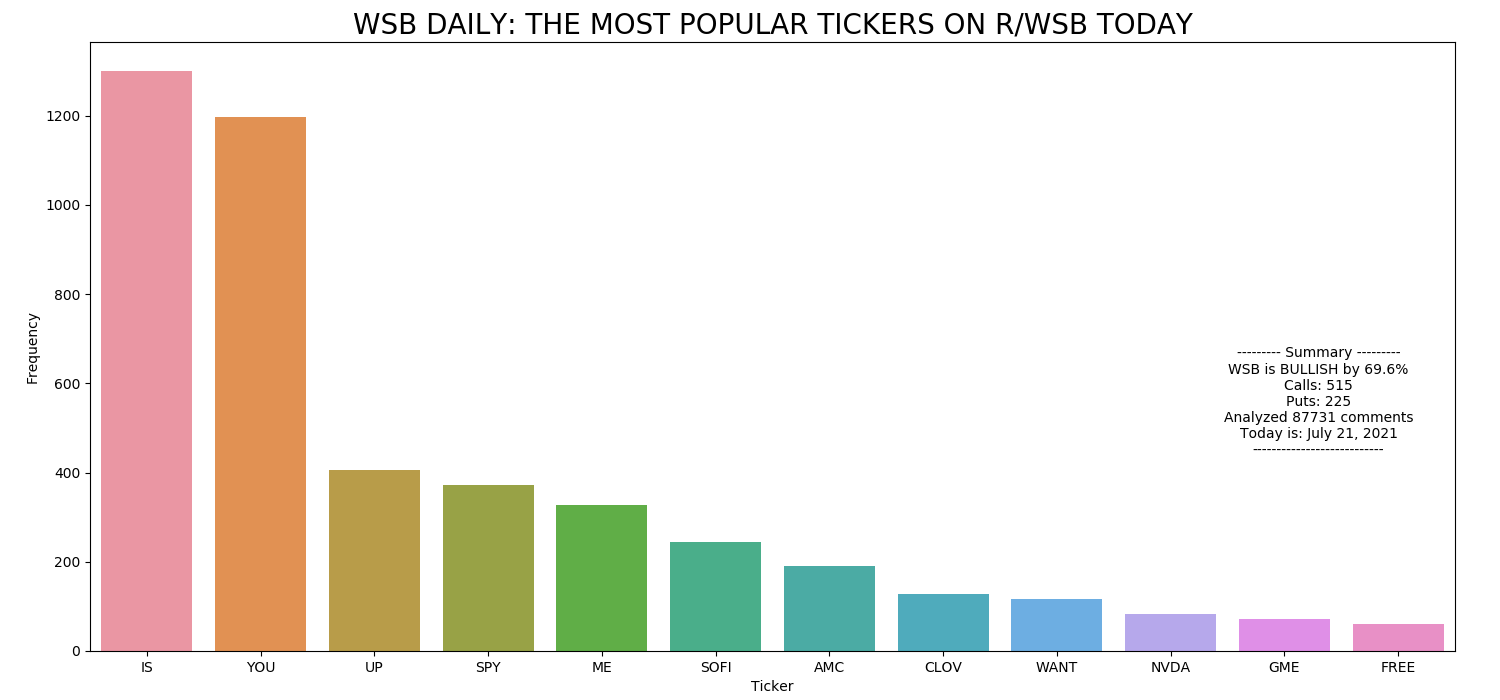 WSB DAILY: THE MOST POPULAR TICKERS ON R/WSB TODAY
1200
1000
800
600
400
200
0
Frequency
--------- Summary ---------
WSB is BULLISH by 69.6%
Calls: 515
Puts: 225
Analyzed 87731 comments
Today is: July 21, 2021
---------------------------
IS YOU UP SPY ME SOFI AMC CLOV WANT NVDA GME FREE
Ticker